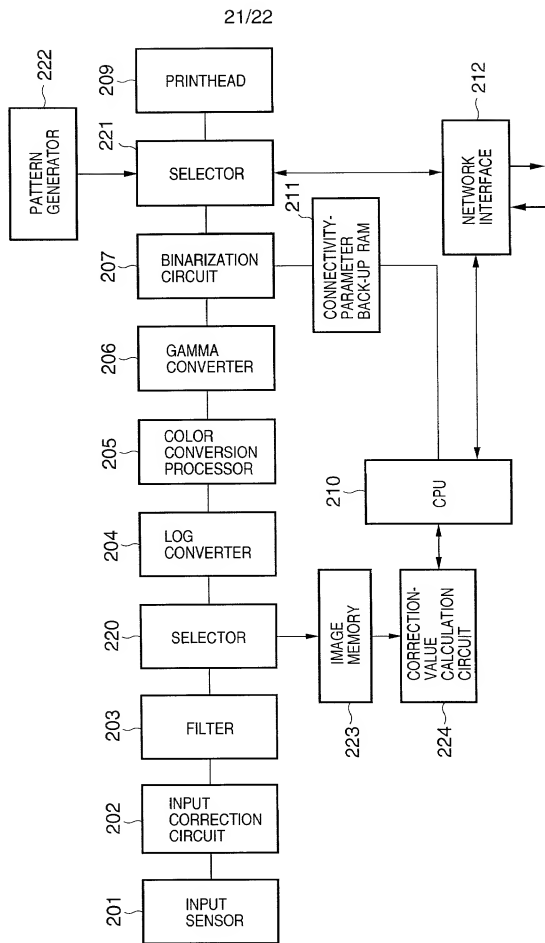 21/22
222
PATTERN
GENERATOR
209
PRINTHEAD
221
SELECTOR
212
NETWORK
INTERFACE
207
BINARIZATION
CIRCUIT
211
CONNECTIVITY-
PARAMETER
BACK-UP RAM
206
GAMMA
CONVERTER
205
COLOR
CONVERSION
PROCESSOR
210
CPU
204
LOG
CONVERTER
220
SELECTOR
IMAGE
MEMORY
223
CORRECTION-
VALUE
CALCULATION
CIRCUIT
224
203
FILTER
202
INPUT
CORRECTION
CIRCUIT
201
INPUT
SENSOR